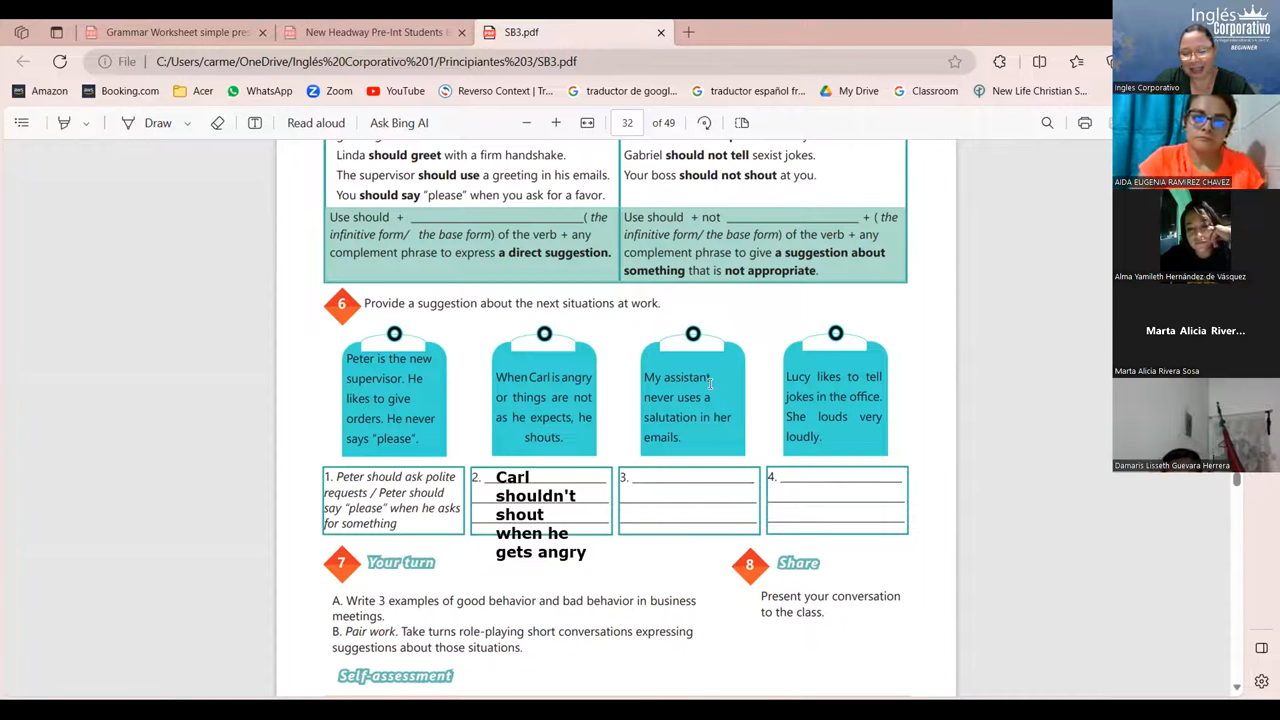 Grammar Worksheet simple pres
New Headway Pre-Int Students B
SB3.pdf
File
C:/Users/carme/OneDrive/Inglés%20Corporativo%201/Principiantes%203/SB3.pdf
Amazon
Booking.com
Acer
WhatsApp
Zoom
YouTube
Reverso Context | Tr...
traductor de googl...
traductor español fr...
My Drive
Classroom
New Life Christian S...
Draw
Read aloud
Ask Bing AI
32
of 49
Linda should greet with a firm handshake.
The supervisor should use a greeting in his emails.
You should say “please” when you ask for a favor.
Gabriel should not tell sexist jokes.
Your boss should not shout at you.
Use should + ______________________________( the
infinitive form/ the base form) of the verb + any
complement phrase to express a direct suggestion.
Use should + not ______________________ + ( the
infinitive form/ the base form) of the verb + any
complement phrase to give a suggestion about
something that is not appropriate.
6
Provide a suggestion about the next situations at work.
Peter is the new
supervisor. He
likes to give
orders. He never
says “please”.
When Carl is angry
or things are not
as he expects, he
shouts.
My assistant
never uses a
salutation in her
emails.
Lucy likes to tell
jokes in the office.
She louds very
loudly.
1. Peter should ask polite
requests / Peter should
say “please” when he asks
for something
2.
Carl
shouldn't
shout
when he
gets angry
3.
4.
7
Your turn
A. Write 3 examples of good behavior and bad behavior in business
meetings.
B. Pair work. Take turns role-playing short conversations expressing
suggestions about those situations.
8
Share
Present your conversation
to the class.
Self-assessment
Inglés
Corporativo
BEGINNER
Ingles Corporativo
AIDA EUGENIA RAMIREZ CHAVEZ
Alma Yamileth Hernández de Vásquez
Marta Alicia River...
Marta Alicia Rivera Sosa
Damaris Lisseth Guevara Herrera